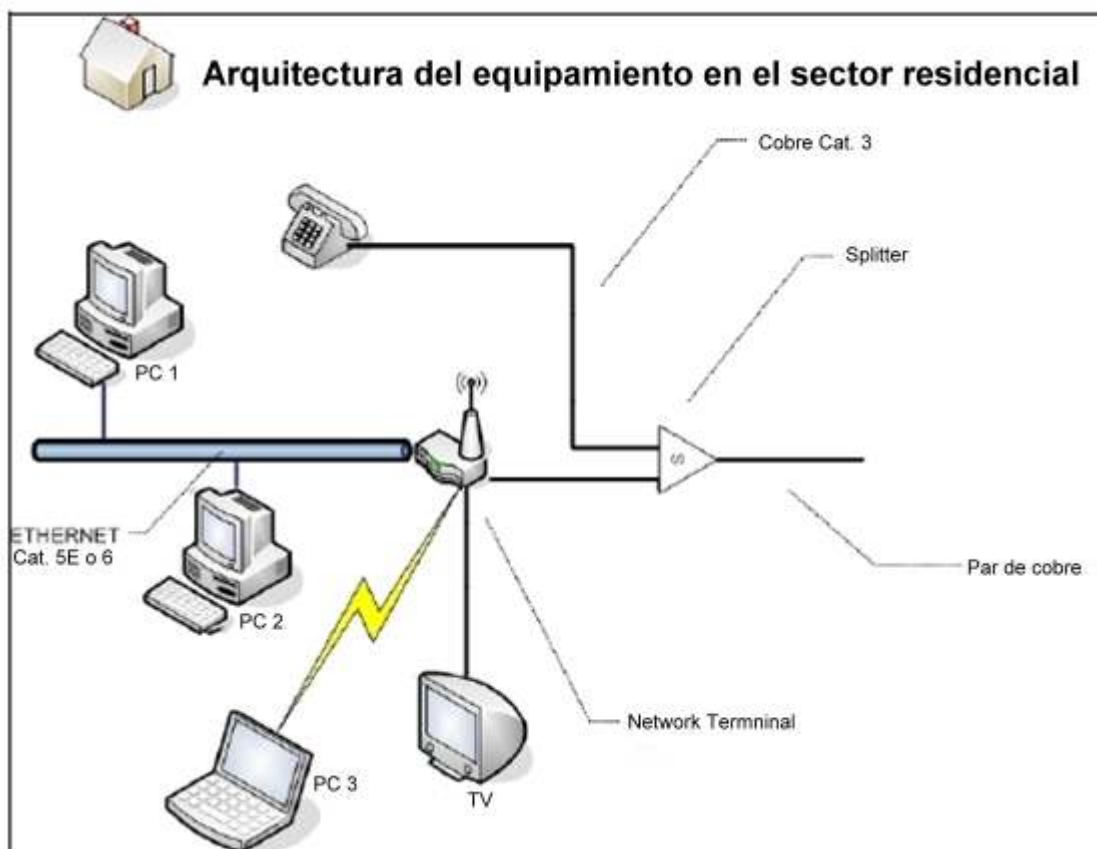 Arquitectura del equipamiento en el sector residencial
Cobre Cat. 3
Splitter
PC 1
S
ETHERNET
Cat. 5E o 6
PC 2
Par de cobre
Network Termninal
PC 3
TV